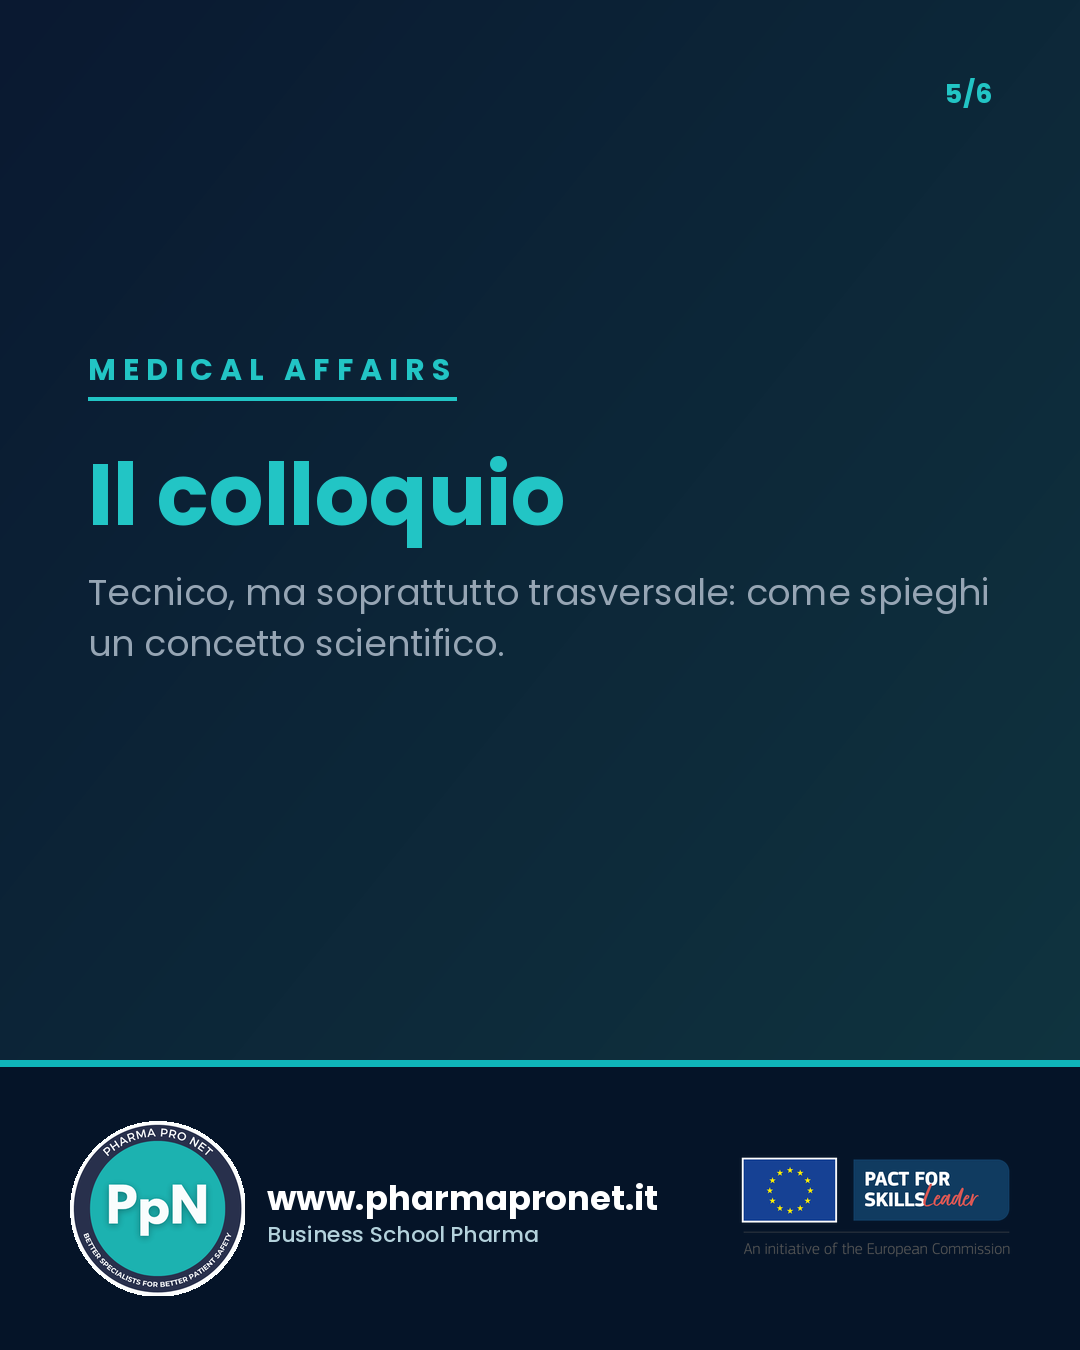 5/6
MEDICAL AFFAIRS
Il colloquio
Tecnico, ma soprattutto trasversale: come spieghi
un concetto scientifico.
PHARMA PRO NET
PpN
BETTER SPECIALISTS FOR BETTER PATIENT SAFETY
www.pharmapronet.it
Business School Pharma
PACT FOR
SKILLS Leader
An initiative of the European Commission